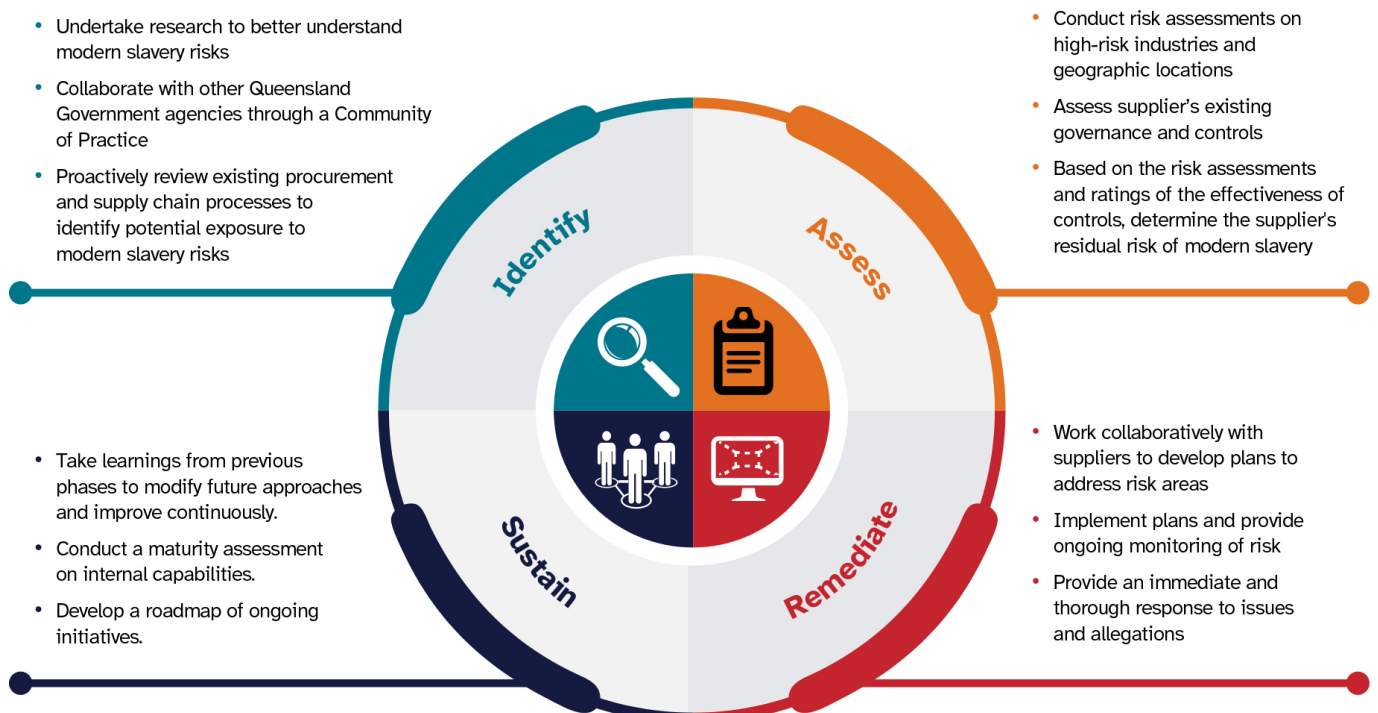 • Undertake research to better understand
modern slavery risks
• Collaborate with other Queensland
Government agencies through a Community
of Practice
• Proactively review existing procurement
and supply chain processes to
identify potential exposure to
modern slavery risks
Identify
• Conduct risk assessments on
high-risk industries and
geographic locations
• Assess supplier’s existing
governance and controls
• Based on the risk assessments
and ratings of the effectiveness of
controls, determine the supplier's
residual risk of modern slavery
Assess
• Take learnings from previous
phases to modify future approaches
and improve continuously.
• Conduct a maturity assessment
on internal capabilities.
• Develop a roadmap of ongoing
initiatives.
Sustain
• Work collaboratively with
suppliers to develop plans to
address risk areas
• Implement plans and provide
ongoing monitoring of risk
• Provide an immediate and
thorough response to issues
and allegations
Remediate